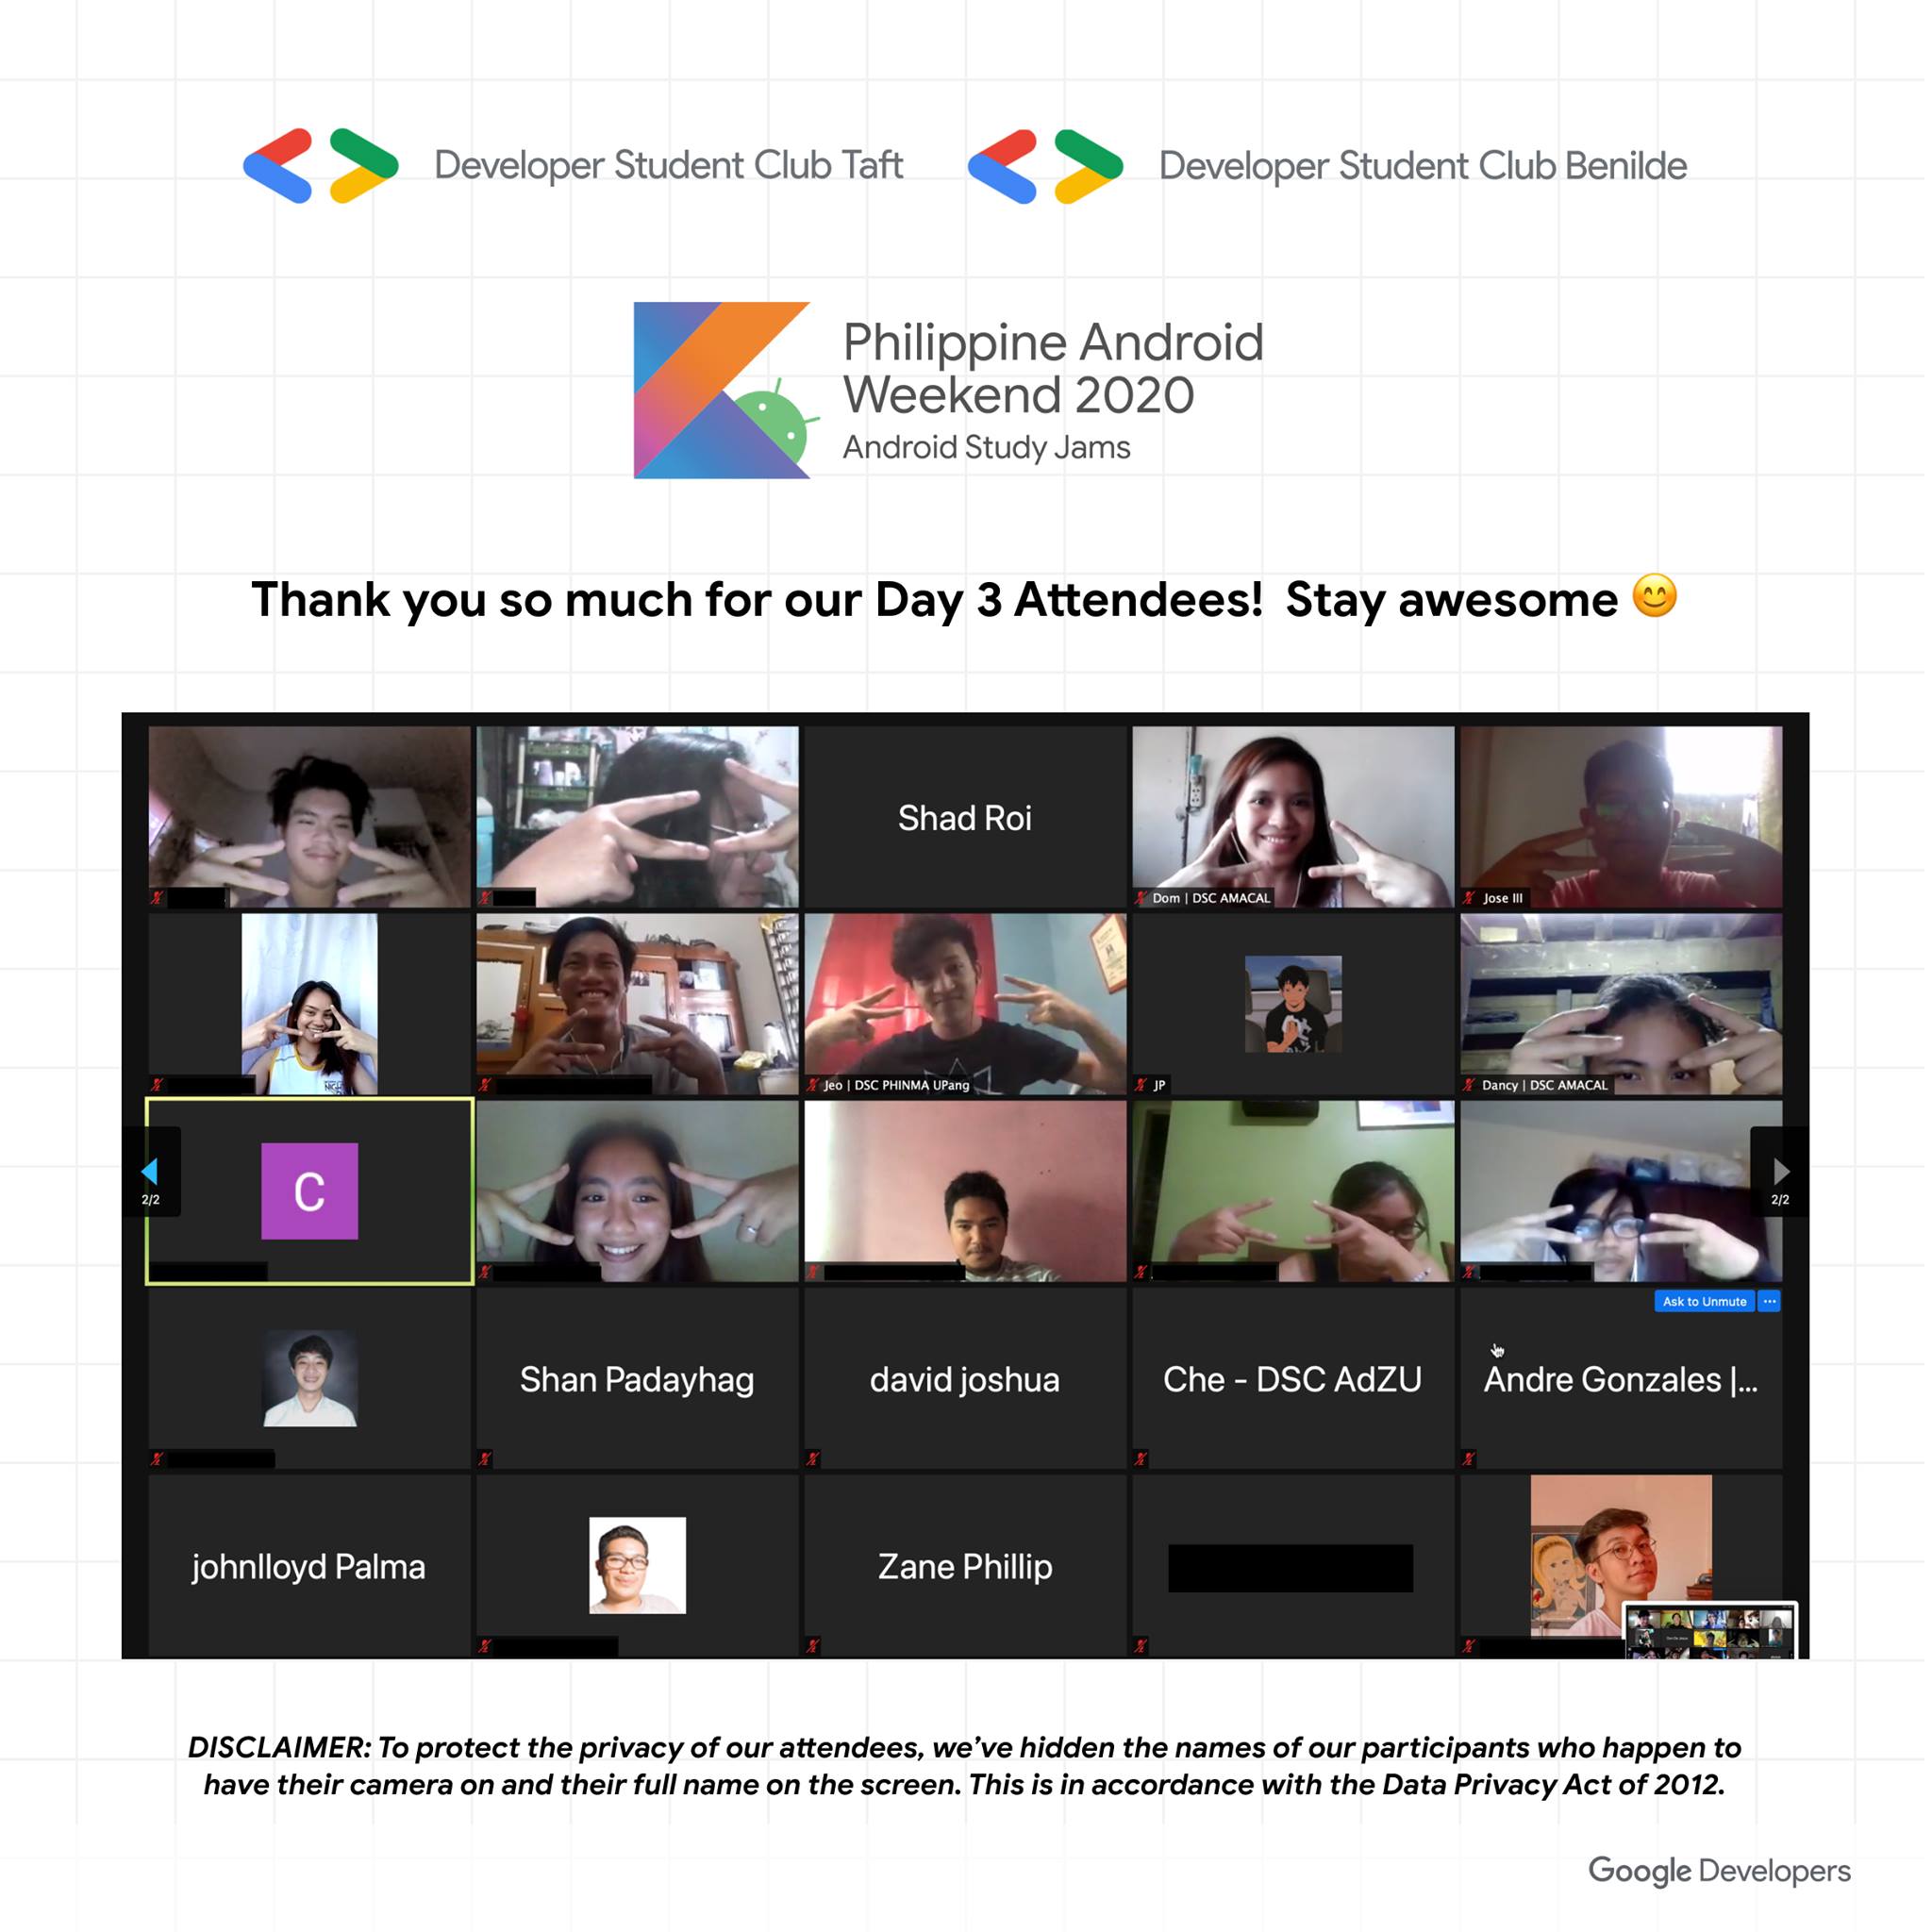 Developer Student Club Taft
Developer Student Club Benilde
Philippine Android
Weekend 2020
Android Study Jams
Thank you so much for our Day 3 Attendees! Stay awesome 😊
Shad Roi
Dom | DSC AMACAL
Jose III
Jeo | DSC PHINMA UPang
JP
Dancy | DSC AMACAL
2/2
C
2/2
Ask to Unmute
...
Shan Padayhag
david joshua
Che - DSC AdZU
Andre Gonzales |...
johnlloyd Palma
Zane Phillip
DISCLAIMER: To protect the privacy of our attendees, we've hidden the names of our participants who happen to
have their camera on and their full name on the screen. This is in accordance with the Data Privacy Act of 2012.
Google Developers